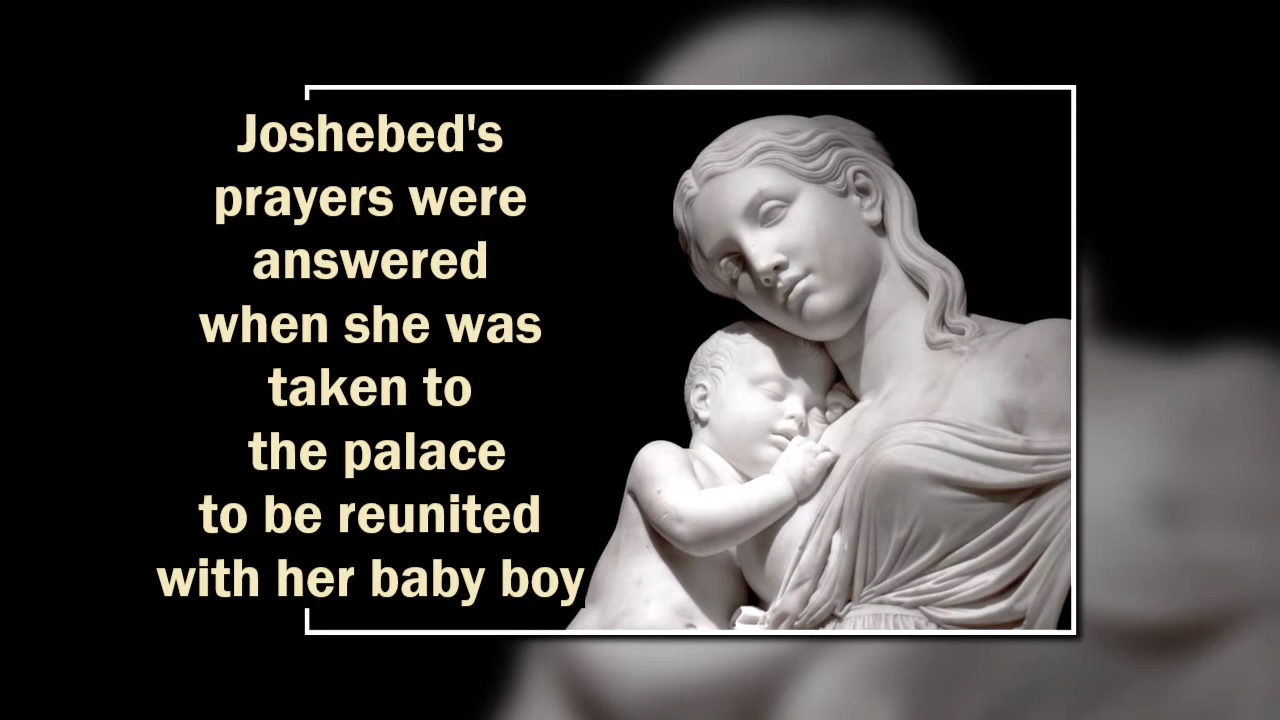 Joshebed's
prayers were
answered
when she was
taken to
the palace
to be reunited
with her baby boy